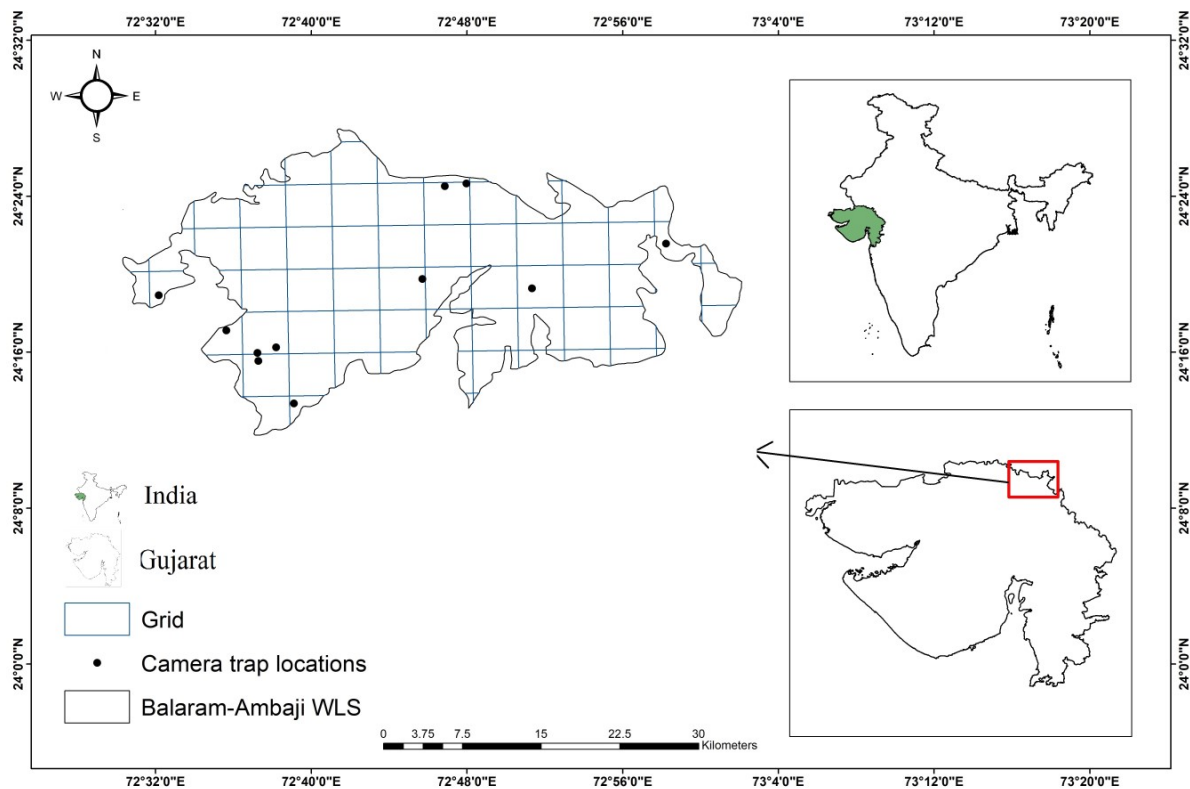 72°32'0"E 72°40'0"E 72°48'0"E 72°56'0"E 73°4'0"E 73°12'0"E 73°20'0"E
24°32'0"N
24°24'0"N
24°16'0"N
24°8'0"N
24°0'0"N
N
W E
S
India
Gujarat
Grid
Camera trap locations
Balaram-Ambaji WLS
0 3.75 7.5 15 22.5 30
Kilometers
24°32'0"N
24°24'0"N
24°16'0"N
24°8'0"N
24°0'0"N
72°32'0"E 72°40'0"E 72°48'0"E 72°56'0"E 73°4'0"E 73°12'0"E 73°20'0"E